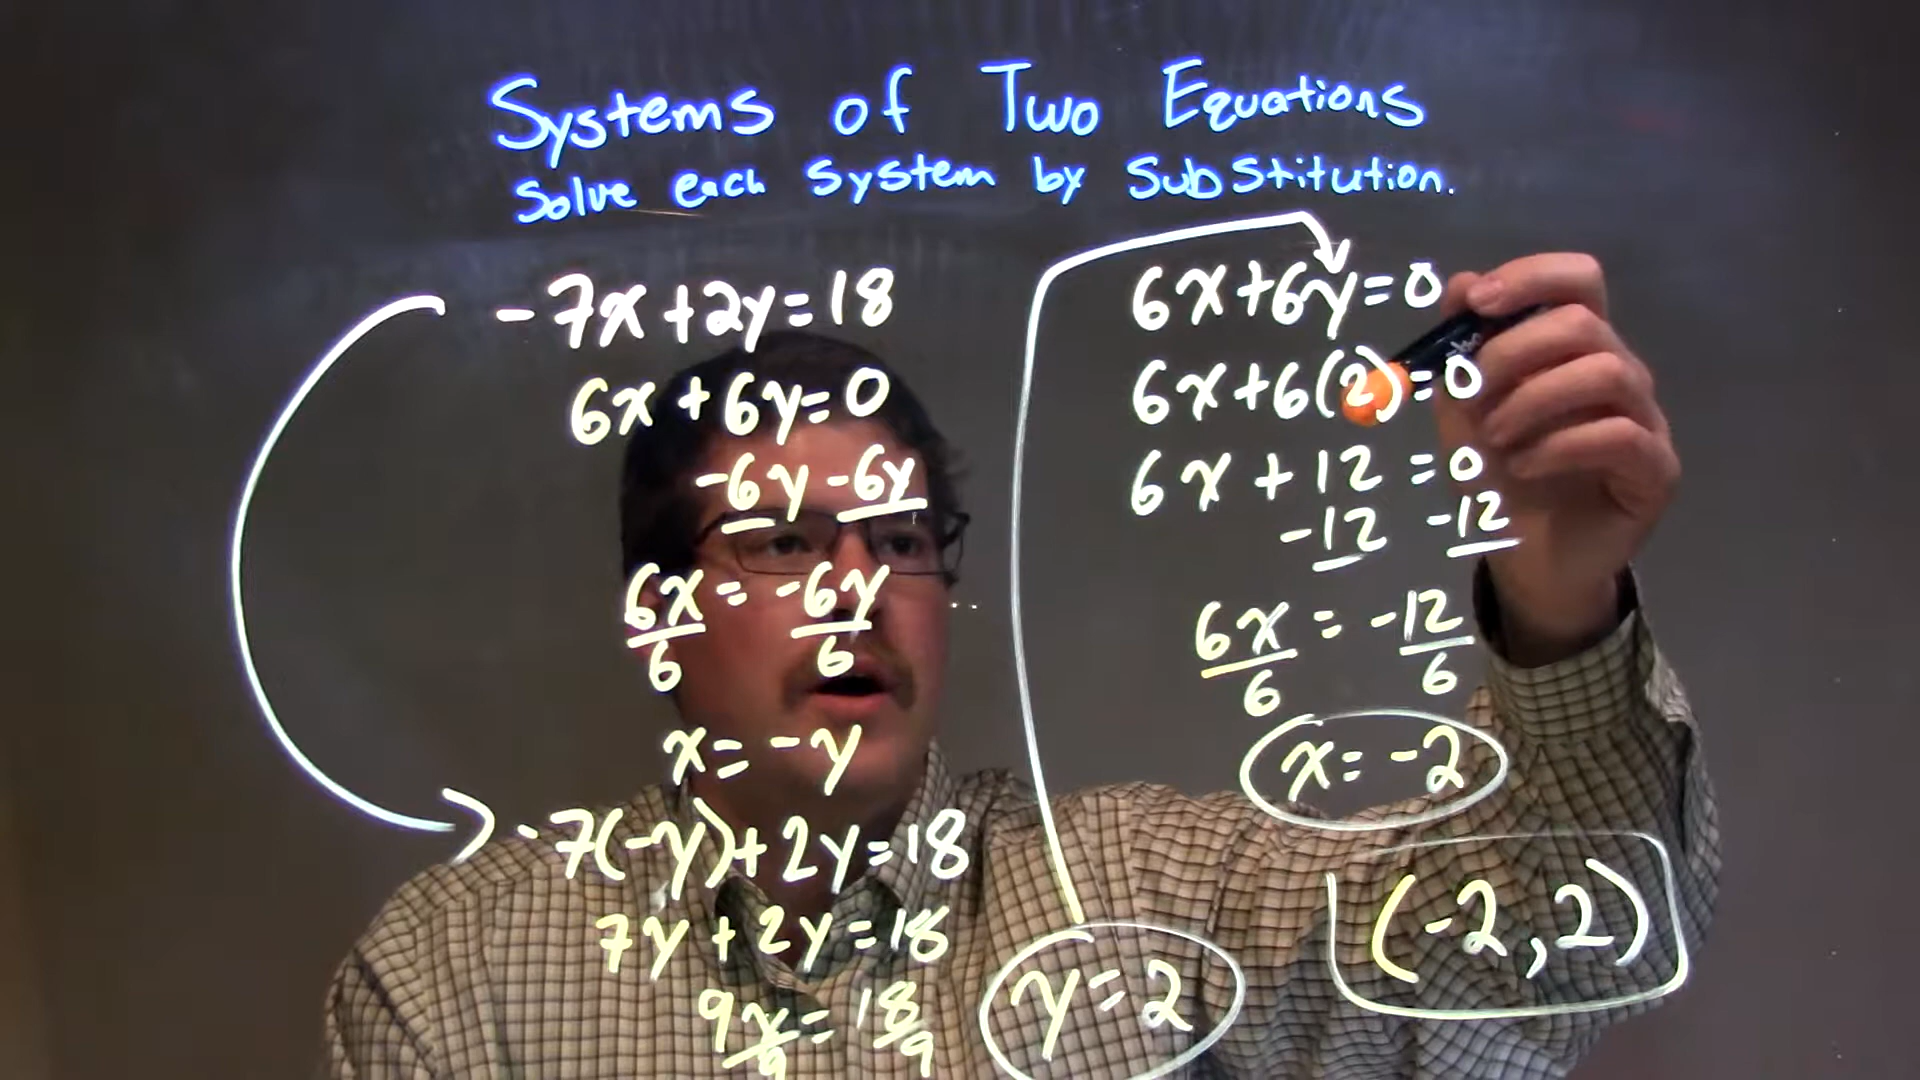 Systems of Two Equations
Solve each system by Substitution.
-7x+2y=18
6x+6y=0
-6y -6y
6x = -6y
6 6
x=-y
-7(-y)+2y=18
7y+2y=18
9y=18
9 9
y=2
6x+6y=0
6x+6(2)=0
6x+12=0
-12 -12
6x = -12
6 6
x=-2
(-2,2)